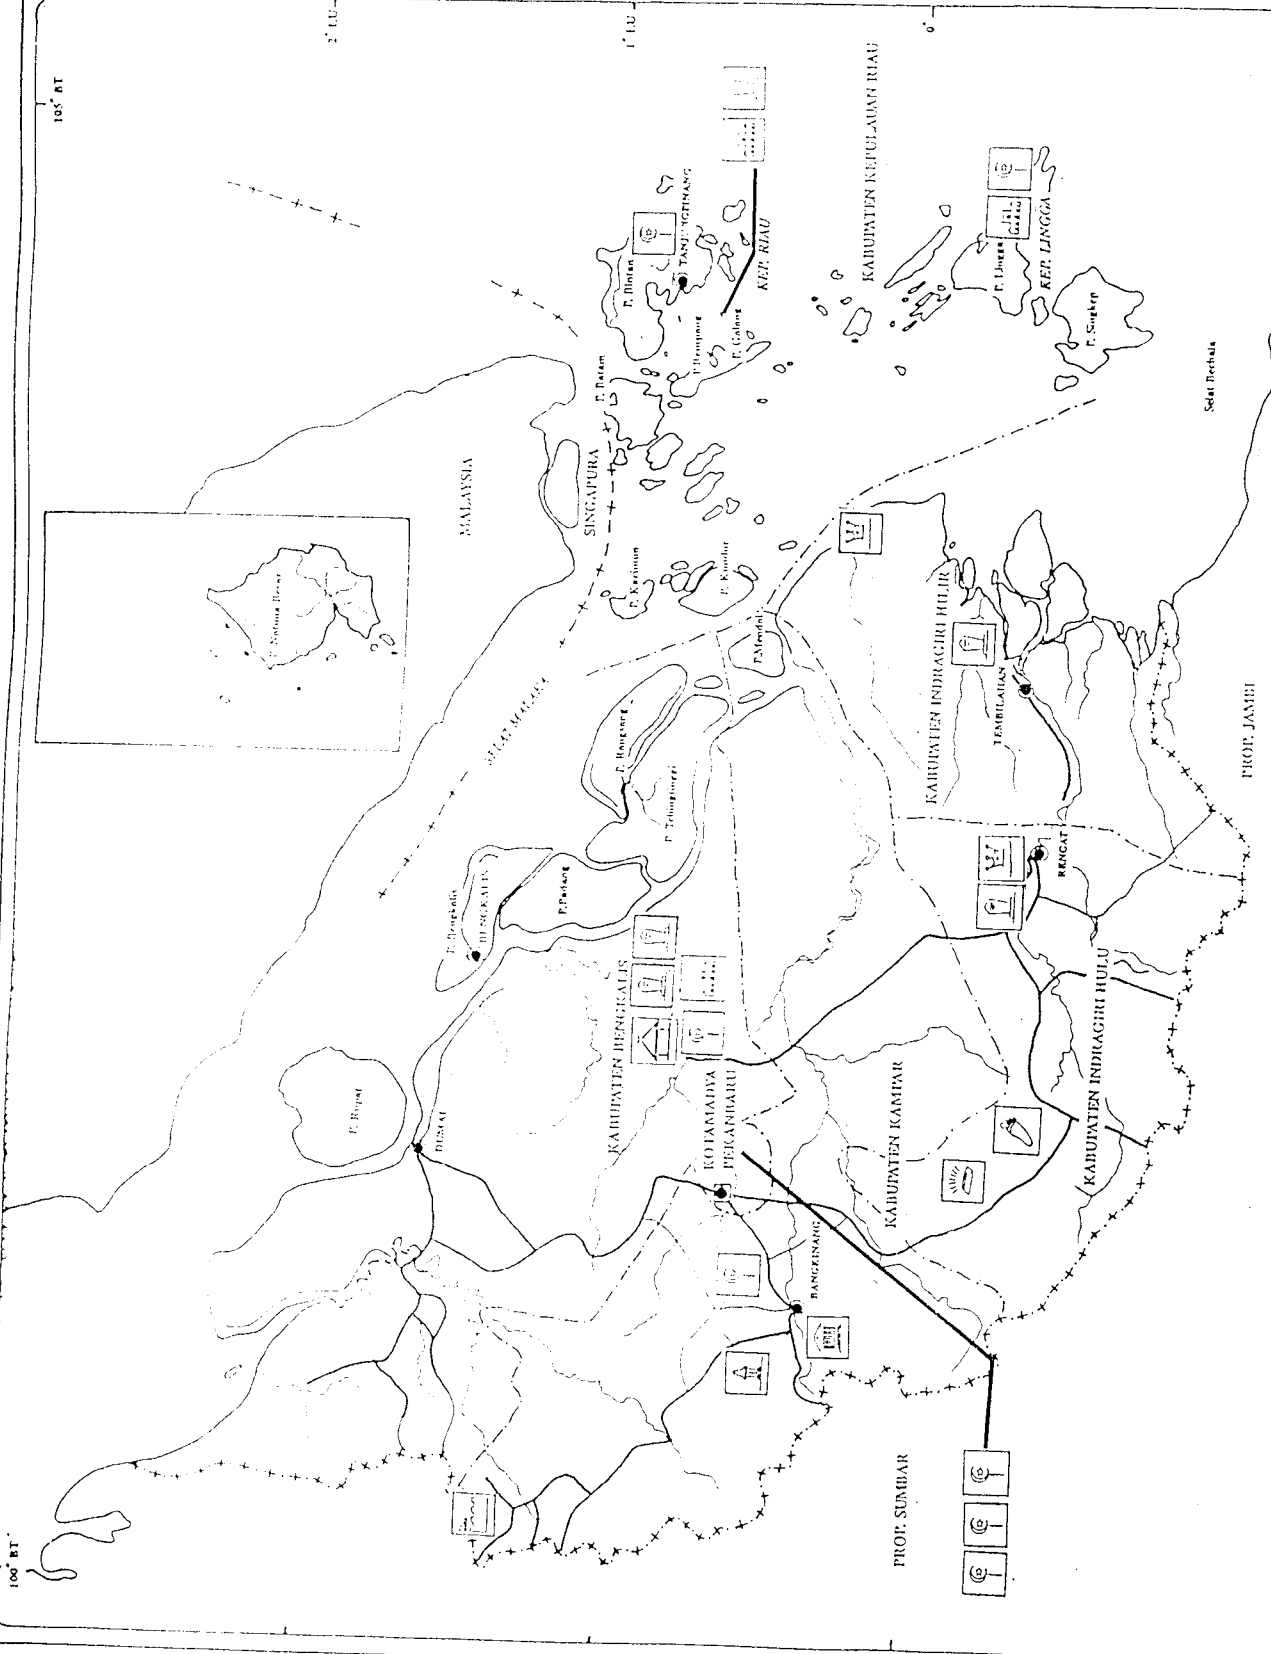 100° BT
105° BT
2° LU
1° LU
0°
P. Natuna Besar
MALAYSIA
SELAT MALAKA
SINGAPURA
P. Rupat
DUMAI
P. Bengkalis
BENGKALIS
P. Padang
P. Rangsang
P. Tebingtinggi
P. Mendol
P. Karimun
P. Kundur
P. Batam
P. Rempang
P. Galang
P. Bintan
TANJUNGPINANG
KEP. RIAU
KABUPATEN KEPULAUAN RIAU
P. Lingga
KEP. LINGGA
P. Singkep
Selat Berhala
KABUPATEN BENGKALIS
KOTAMADYA
PEKANBARU
BANGKINANG
KABUPATEN KAMPAR
KABUPATEN INDRAGIRI HILIR
TEMBILAHAN
RENGAT
KABUPATEN INDRAGIRI HULU
PROP. SUMBAR
PROP. JAMBI